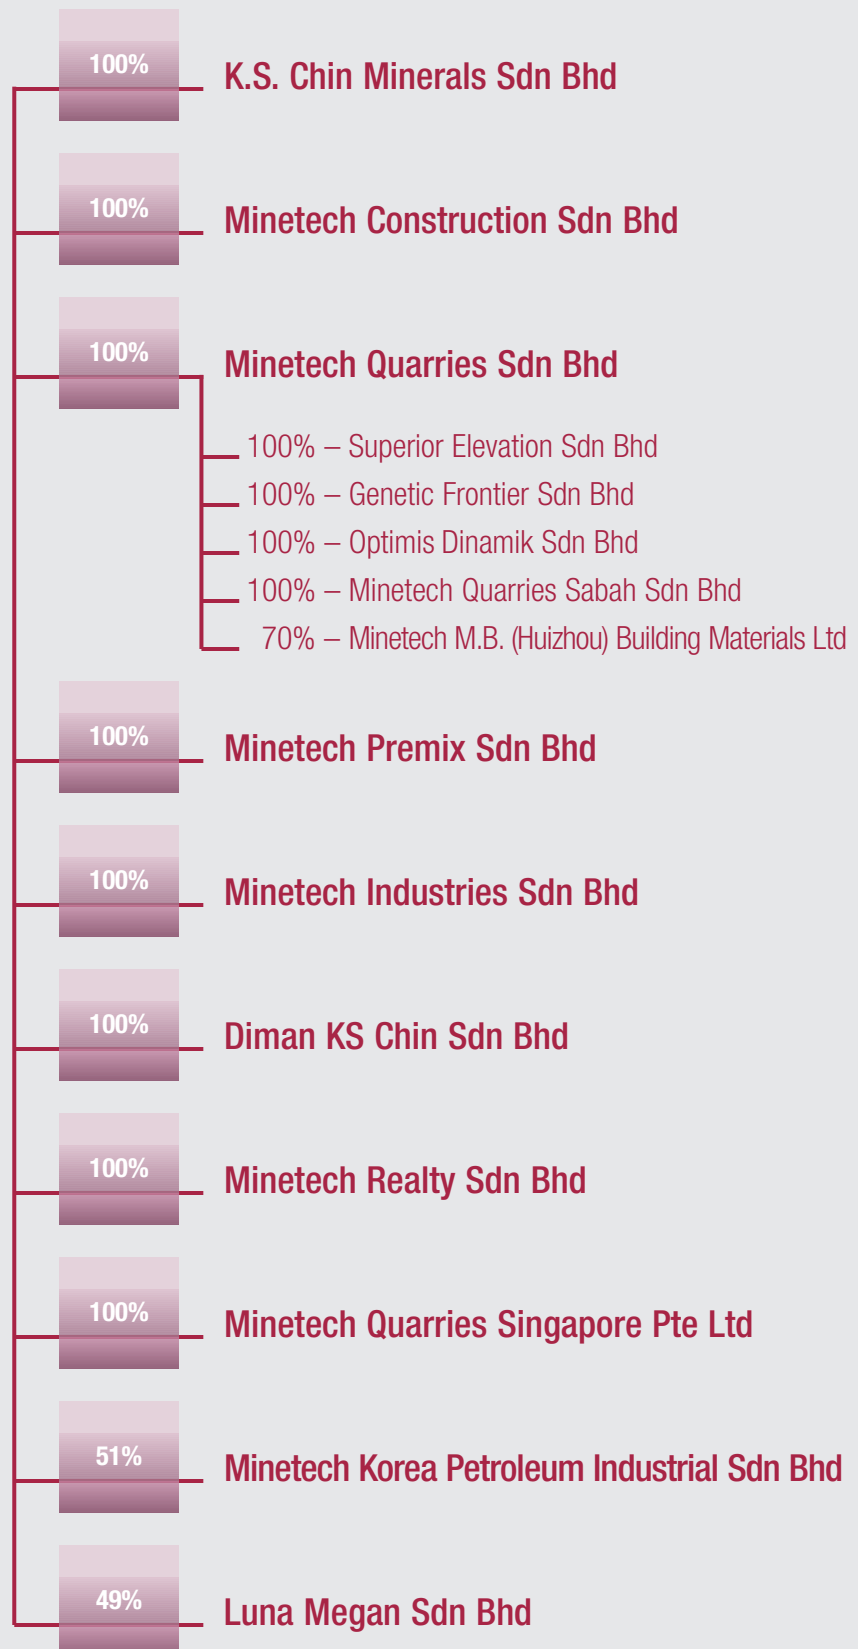 100%
K.S. Chin Minerals Sdn Bhd
100%
Minetech Construction Sdn Bhd
100%
Minetech Quarries Sdn Bhd
100% – Superior Elevation Sdn Bhd
100% – Genetic Frontier Sdn Bhd
100% – Optimis Dinamik Sdn Bhd
100% – Minetech Quarries Sabah Sdn Bhd
70% – Minetech M.B. (Huizhou) Building Materials Ltd
100%
Minetech Premix Sdn Bhd
100%
Minetech Industries Sdn Bhd
100%
Diman KS Chin Sdn Bhd
100%
Minetech Realty Sdn Bhd
100%
Minetech Quarries Singapore Pte Ltd
51%
Minetech Korea Petroleum Industrial Sdn Bhd
49%
Luna Megan Sdn Bhd